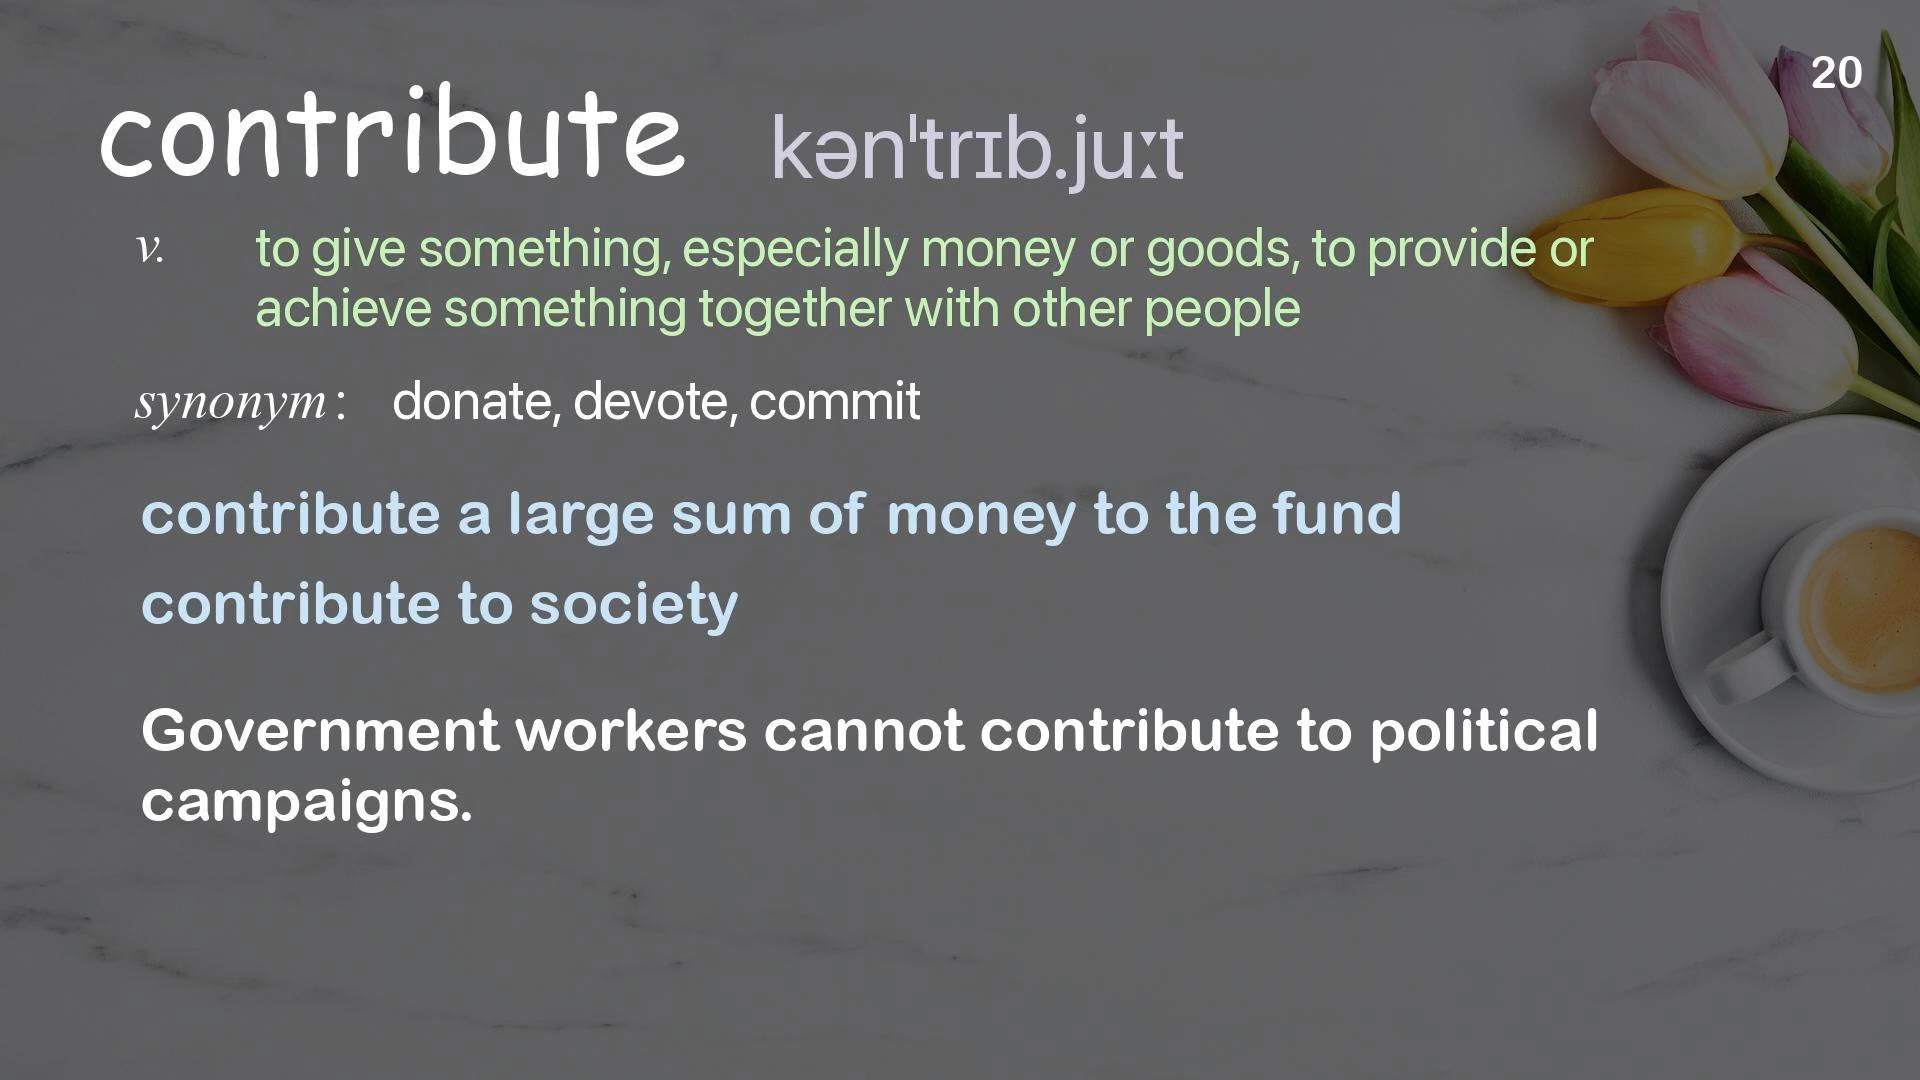 20
contribute kən'trɪb.juːt
v. to give something, especially money or goods, to provide or
achieve something together with other people
synonym : donate, devote, commit
contribute a large sum of money to the fund
contribute to society
Government workers cannot contribute to political
campaigns.